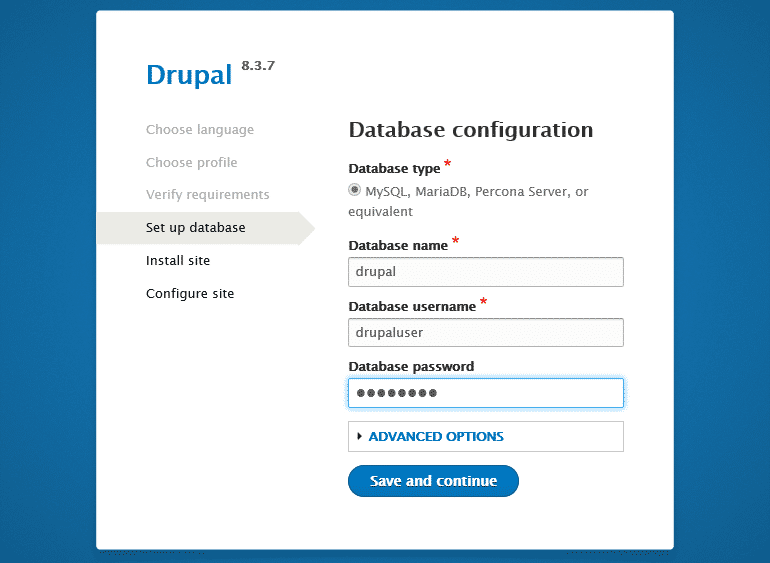 Drupal 8.3.7
Choose language
Choose profile
Verify requirements
Set up database
Install site
Configure site
Database configuration
Database type *
MySQL, MariaDB, Percona Server, or
equivalent
Database name *
drupal
Database username *
drupaluser
Database password
●●●●●●●●
ADVANCED OPTIONS
Save and continue